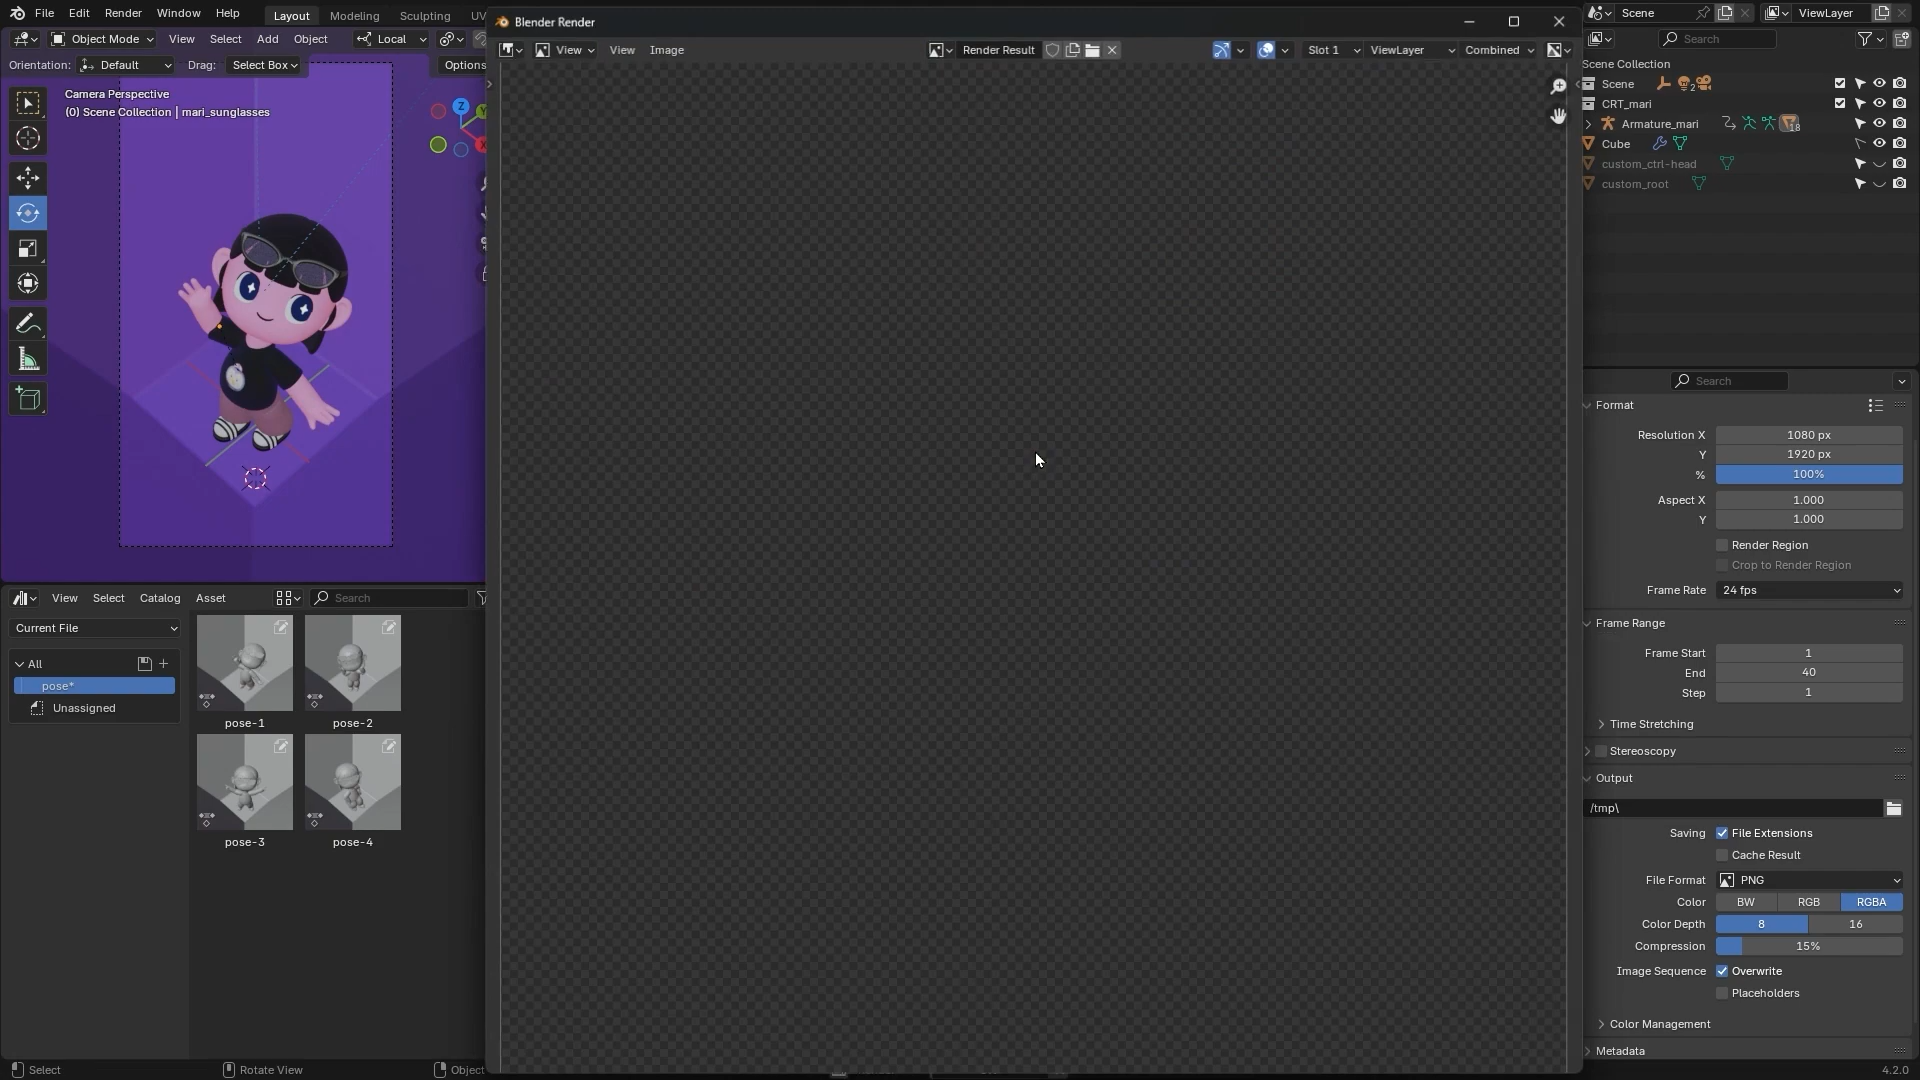 File Edit Render Window Help Layout Modeling Sculpting UV
Blender Render
Scene ViewLayer
Object Mode View Select Add Object Local
View View Image Render Result Slot 1 ViewLayer Combined
Search
Orientation: Default Drag: Select Box Options
Scene Collection
Camera Perspective
(0) Scene Collection | mari_sunglasses
Z
Scene 2
CRT_mari
Armature_mari 18
Cube
custom_ctrl-head
custom_root
Search
Format
Resolution X 1080 px
Y 1920 px
% 100%
Aspect X 1.000
Y 1.000
Render Region
Crop to Render Region
Frame Rate 24 fps
Frame Range
Frame Start 1
End 40
Step 1
Time Stretching
Stereoscopy
Output
/tmp\
Saving File Extensions
Cache Result
File Format PNG
Color BW RGB RGBA
Color Depth 8 16
Compression 15%
Image Sequence Overwrite
Placeholders
Color Management
Metadata
View Select Catalog Asset Search
Current File
All
pose*
Unassigned
pose-1 pose-2
pose-3 pose-4
Select Rotate View Object 4.2.0